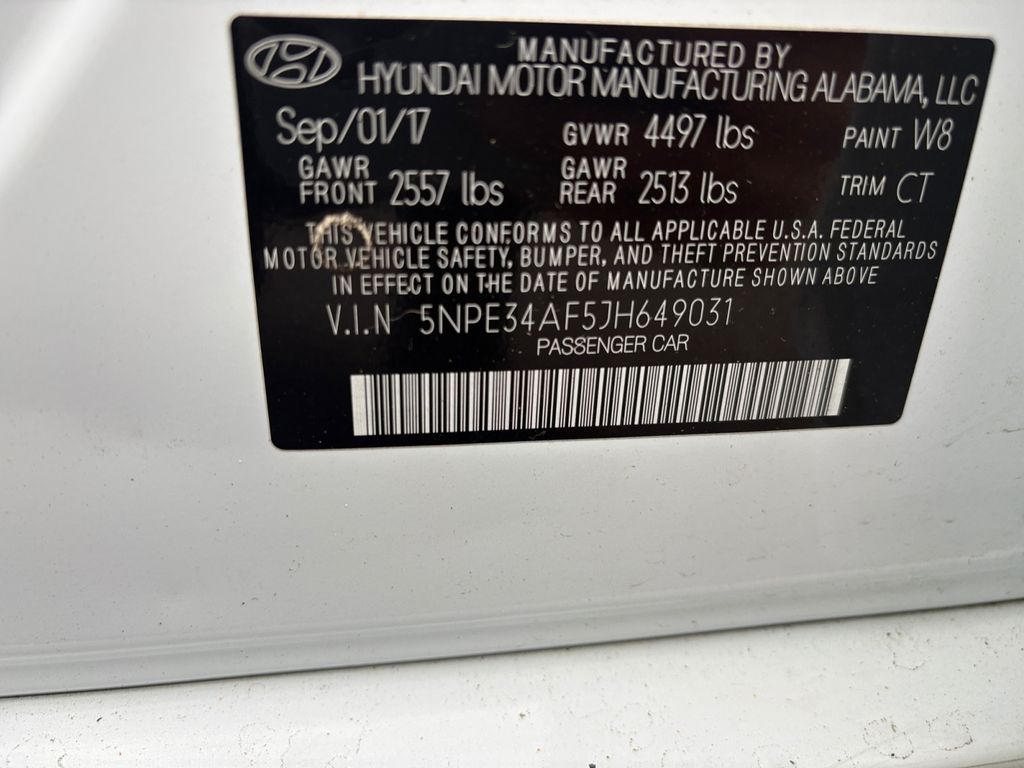 MANUFACTURED BY
HYUNDAI MOTOR MANUFACTURING ALABAMA, LLC
Sep/01/17 GVWR 4497 lbs PAINT W8
GAWR FRONT 2557 lbs GAWR REAR 2513 lbs TRIM CT
THIS VEHICLE CONFORMS TO ALL APPLICABLE U.S.A. FEDERAL
MOTOR VEHICLE SAFETY, BUMPER, AND THEFT PREVENTION STANDARDS
IN EFFECT ON THE DATE OF MANUFACTURE SHOWN ABOVE
V.I.N 5NPE34AF5JH649031
PASSENGER CAR